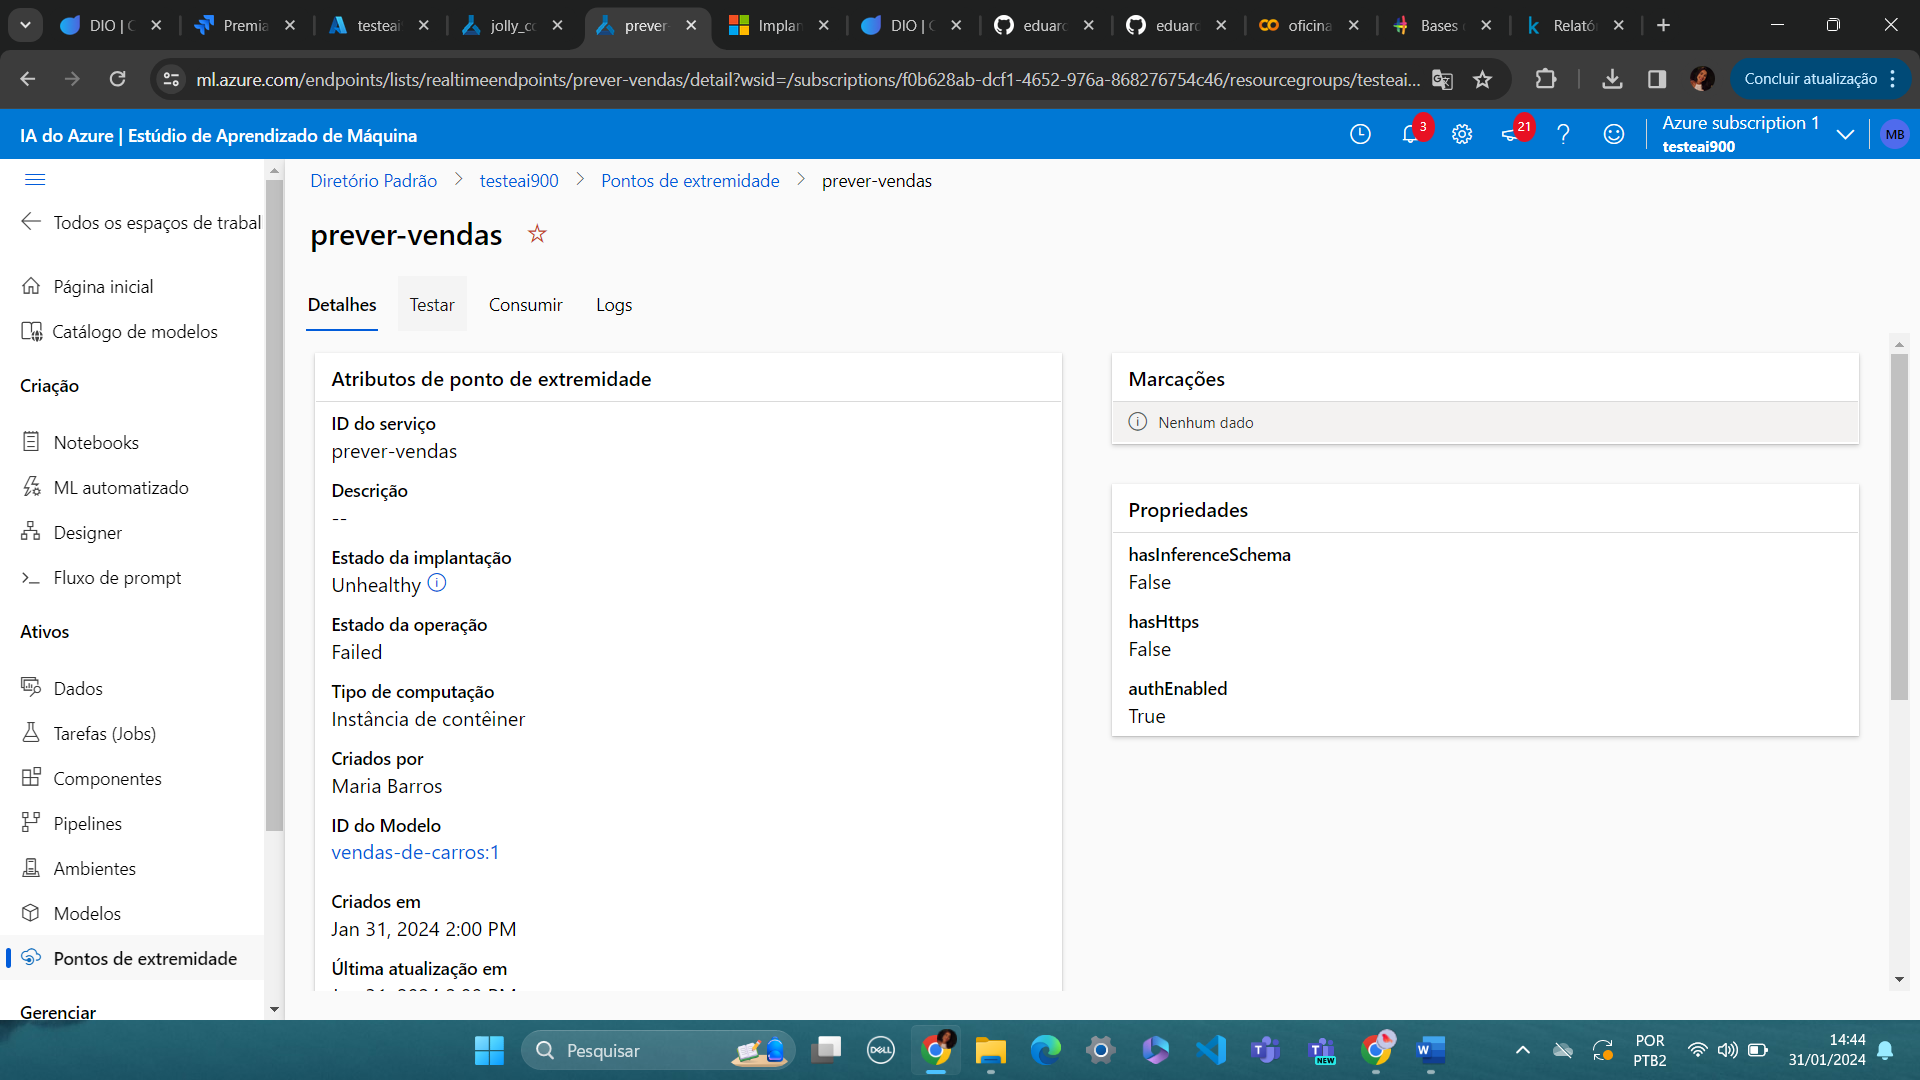 DIO | C
Premia
testeai
jolly_co
prever-
Implan
DIO | C
eduard
eduard
oficina
Bases
Relató
ml.azure.com/endpoints/lists/realtimeendpoints/prever-vendas/detail?wsid=/subscriptions/f0b628ab-dcf1-4652-976a-868276754c46/resourcegroups/testeai...
Concluir atualização
IA do Azure | Estúdio de Aprendizado de Máquina
3
21
Azure subscription 1
testeai900
MB
Todos os espaços de trabal
Página inicial
Catálogo de modelos
Criação
Notebooks
ML automatizado
Designer
Fluxo de prompt
Ativos
Dados
Tarefas (Jobs)
Componentes
Pipelines
Ambientes
Modelos
Pontos de extremidade
Gerenciar
Diretório Padrão > testeai900 > Pontos de extremidade > prever-vendas
prever-vendas
Detalhes Testar Consumir Logs
Atributos de ponto de extremidade
ID do serviço
prever-vendas
Descrição
--
Estado da implantação
Unhealthy
Estado da operação
Failed
Tipo de computação
Instância de contêiner
Criados por
Maria Barros
ID do Modelo
vendas-de-carros:1
Criados em
Jan 31, 2024 2:00 PM
Última atualização em
Marcações
Nenhum dado
Propriedades
hasInferenceSchema
False
hasHttps
False
authEnabled
True
Pesquisar
DELL
NEW
POR
PTB2
14:44
31/01/2024